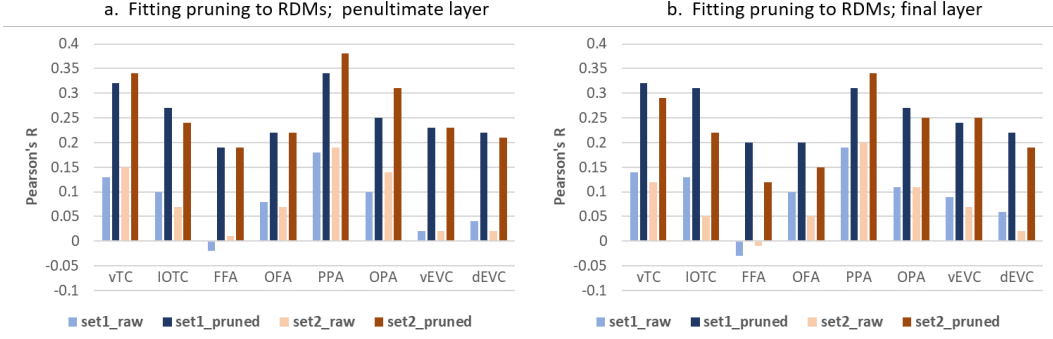 a. Fitting pruning to RDMs; penultimate layer
Pearson's R
0.4
0.35
0.3
0.25
0.2
0.15
0.1
0.05
0
-0.05
-0.1
vTC lOTC FFA OFA PPA OPA vEVC dEVC
set1_raw set1_pruned set2_raw set2_pruned
b. Fitting pruning to RDMs; final layer
Pearson's R
0.4
0.35
0.3
0.25
0.2
0.15
0.1
0.05
0
-0.05
-0.1
vTC lOTC FFA OFA PPA OPA vEVC dEVC
set1_raw set1_pruned set2_raw set2_pruned